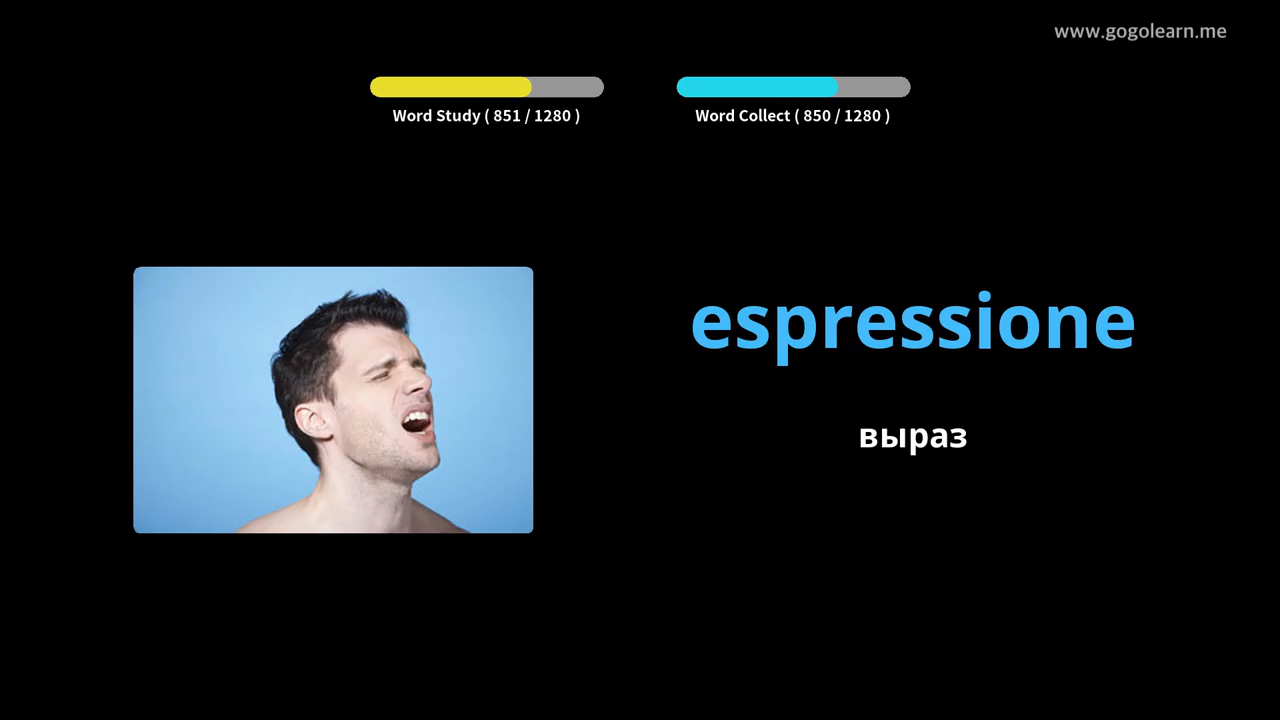 www.gogolearn.me
Word Study ( 851 / 1280 )
Word Collect ( 850 / 1280 )
espressione
выраз